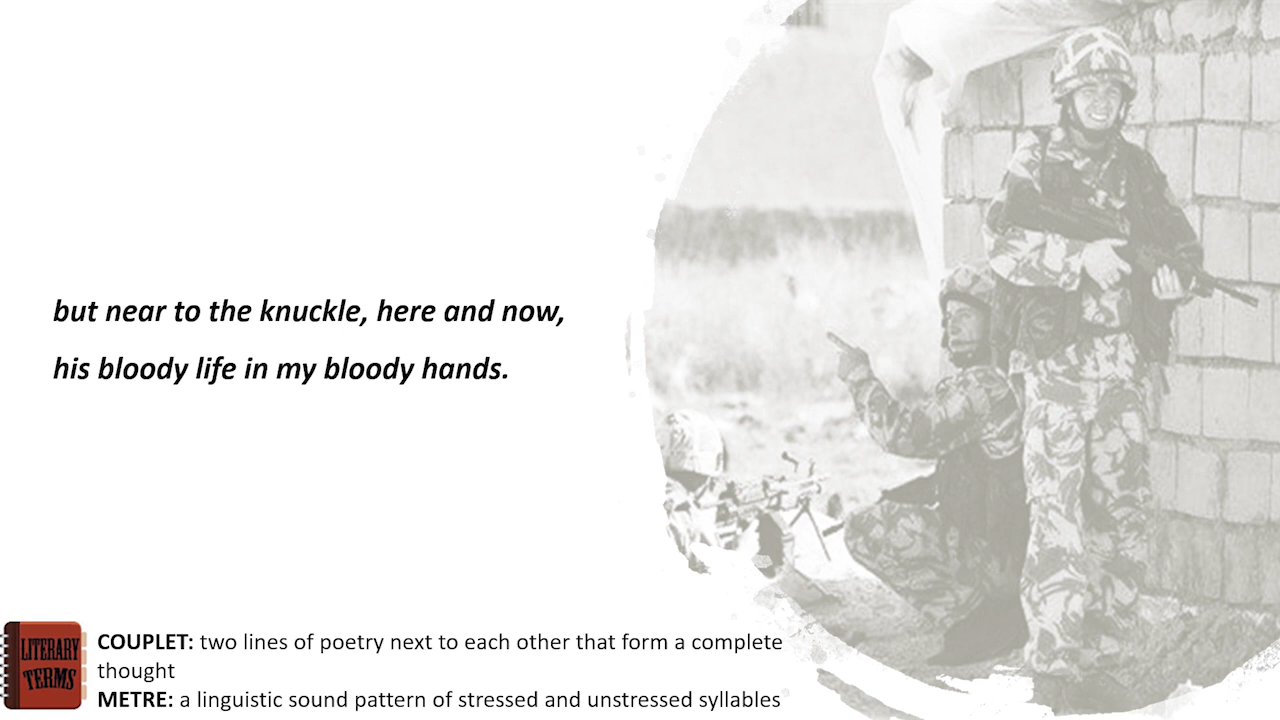 but near to the knuckle, here and now,
his bloody life in my bloody hands.
LITERARY
TERMS
COUPLET: two lines of poetry next to each other that form a complete
thought
METRE: a linguistic sound pattern of stressed and unstressed syllables